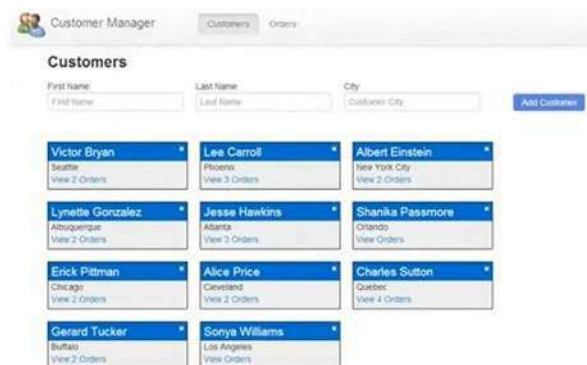 Customer Manager
Customers Orders
Customers
First Name: Last Name: City:
First Name Last Name Customer City Add Customer
Victor Bryan × Lee Carroll × Albert Einstein ×
Seattle Phoenix New York City
View 2 Orders View 3 Orders View 2 Orders
Lynette Gonzalez × Jesse Hawkins × Shanika Passmore ×
Albuquerque Atlanta Orlando
View 2 Orders View 3 Orders View Orders
Erick Pittman × Alice Price × Charles Sutton ×
Chicago Cleveland Quebec
View 2 Orders View 2 Orders View 4 Orders
Gerard Tucker × Sonya Williams ×
Buffalo Los Angeles
View 2 Orders View Orders